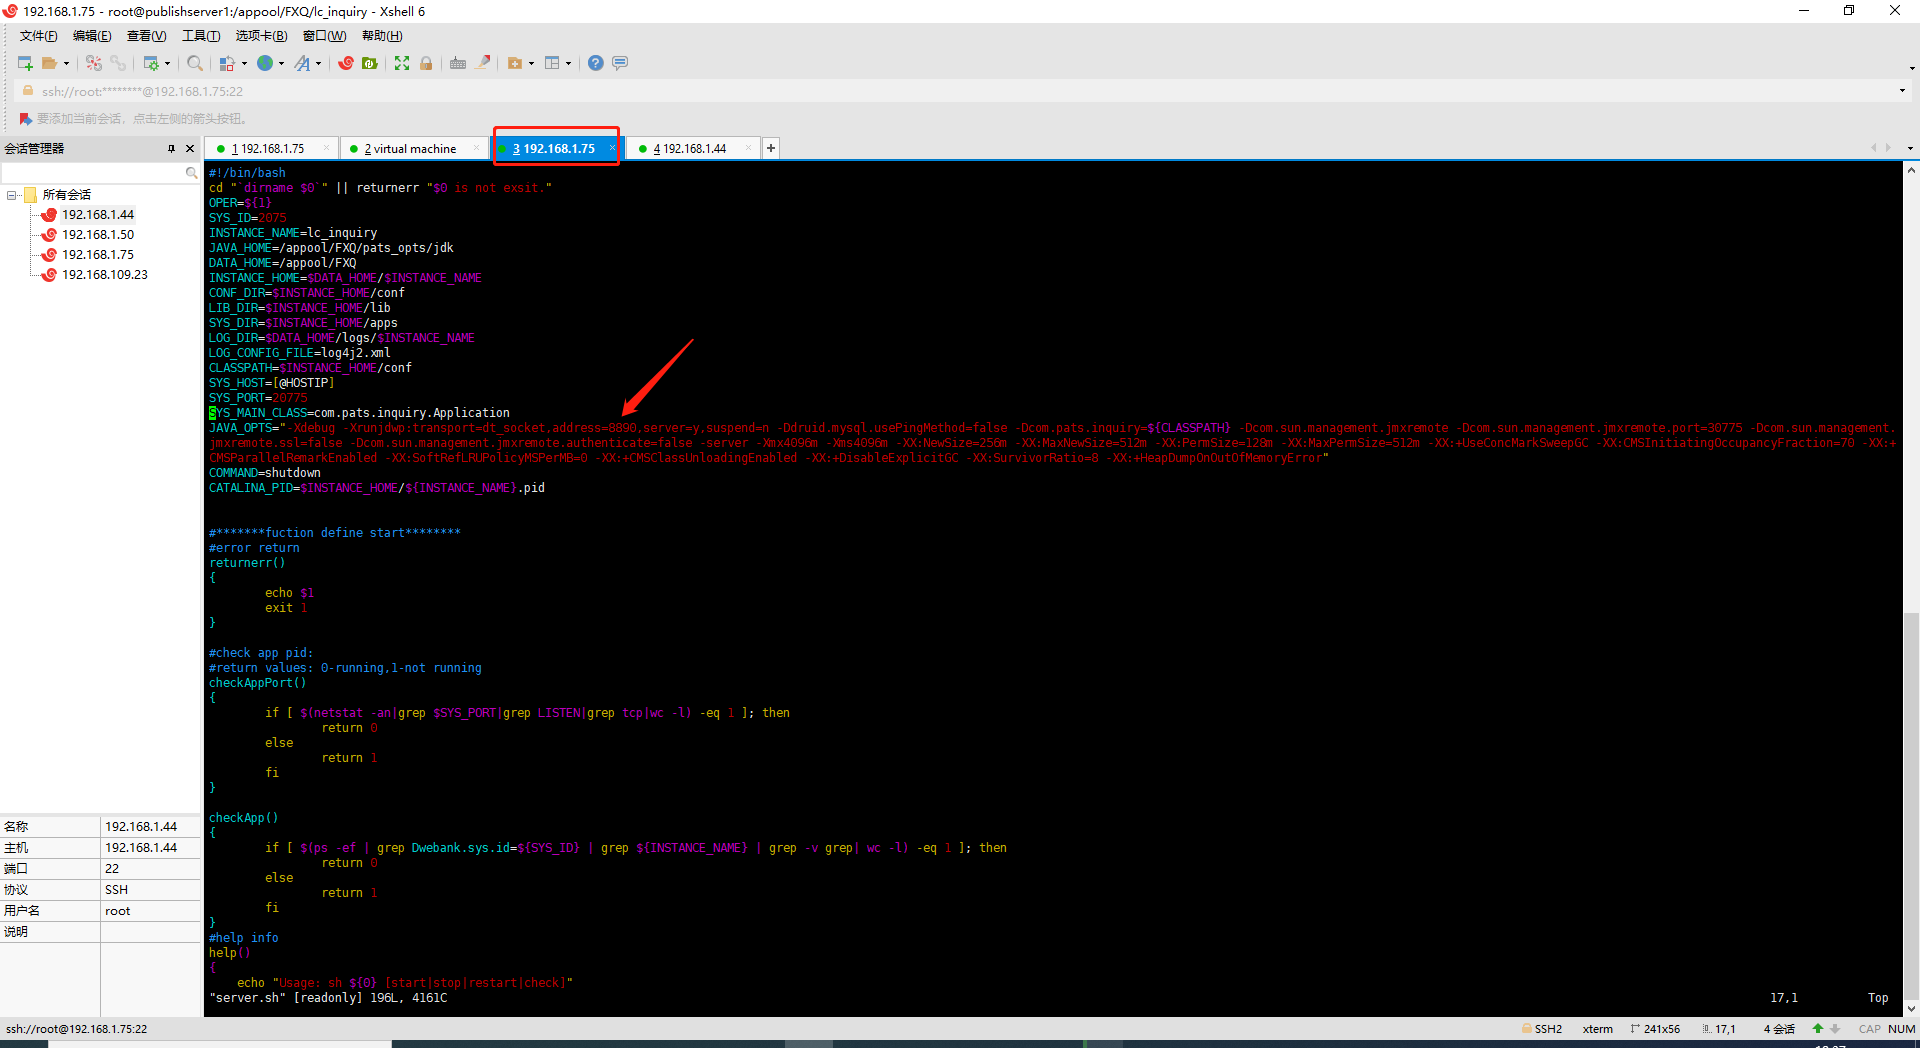 192.168.1.75 - root@publishserver1:/appool/FXQ/lc_inquiry - Xshell 6
文件(F) 编辑(E) 查看(V) 工具(T) 选项卡(B) 窗口(W) 帮助(H)
ssh://root:********@192.168.1.75:22
要添加当前会话，点击左侧的箭头按钮。
会话管理器
1 192.168.1.75
2 virtual machine
3 192.168.1.75
4 192.168.1.44
所有会话
192.168.1.44
192.168.1.50
192.168.1.75
192.168.109.23
名称 192.168.1.44
主机 192.168.1.44
端口 22
协议 SSH
用户名 root
说明
#!/bin/bash
cd "`dirname $0`" || returnerr "$0 is not exsit."
OPER=${1}
SYS_ID=2075
INSTANCE_NAME=lc_inquiry
JAVA_HOME=/appool/FXQ/pats_opts/jdk
DATA_HOME=/appool/FXQ
INSTANCE_HOME=$DATA_HOME/$INSTANCE_NAME
CONF_DIR=$INSTANCE_HOME/conf
LIB_DIR=$INSTANCE_HOME/lib
SYS_DIR=$INSTANCE_HOME/apps
LOG_DIR=$DATA_HOME/logs/$INSTANCE_NAME
LOG_CONFIG_FILE=log4j2.xml
CLASSPATH=$INSTANCE_HOME/conf
SYS_HOST=[@HOSTIP]
SYS_PORT=20775
SYS_MAIN_CLASS=com.pats.inquiry.Application
JAVA_OPTS="-Xdebug -Xrunjdwp:transport=dt_socket,address=8890,server=y,suspend=n -Ddruid.mysql.usePingMethod=false -Dcom.pats.inquiry=${CLASSPATH} -Dcom.sun.management.jmxremote -Dcom.sun.management.jmxremote.port=30775 -Dcom.sun.management.
jmxremote.ssl=false -Dcom.sun.management.jmxremote.authenticate=false -server -Xmx4096m -Xms4096m -XX:NewSize=256m -XX:MaxNewSize=512m -XX:PermSize=128m -XX:MaxPermSize=512m -XX:+UseConcMarkSweepGC -XX:CMSInitiatingOccupancyFraction=70 -XX:+
CMSParallelRemarkEnabled -XX:SoftRefLRUPolicyMSPerMB=0 -XX:+CMSClassUnloadingEnabled -XX:+DisableExplicitGC -XX:SurvivorRatio=8 -XX:+HeapDumpOnOutOfMemoryError"
COMMAND=shutdown
CATALINA_PID=$INSTANCE_HOME/${INSTANCE_NAME}.pid
#*******fuction define start********
#error return
returnerr()
{
echo $1
exit 1
}
#check app pid:
#return values: 0-running,1-not running
checkAppPort()
{
if [ $(netstat -an|grep $SYS_PORT|grep LISTEN|grep tcp|wc -l) -eq 1 ]; then
return 0
else
return 1
fi
}
checkApp()
{
if [ $(ps -ef | grep Dwebank.sys.id=${SYS_ID} | grep ${INSTANCE_NAME} | grep -v grep| wc -l) -eq 1 ]; then
return 0
else
return 1
fi
}
#help info
help()
{
echo "Usage: sh ${0} [start|stop|restart|check]"
"server.sh" [readonly] 196L, 4161C 17,1 Top
ssh://root@192.168.1.75:22 SSH2 xterm 241x56 17,1 4 会话 CAP NUM